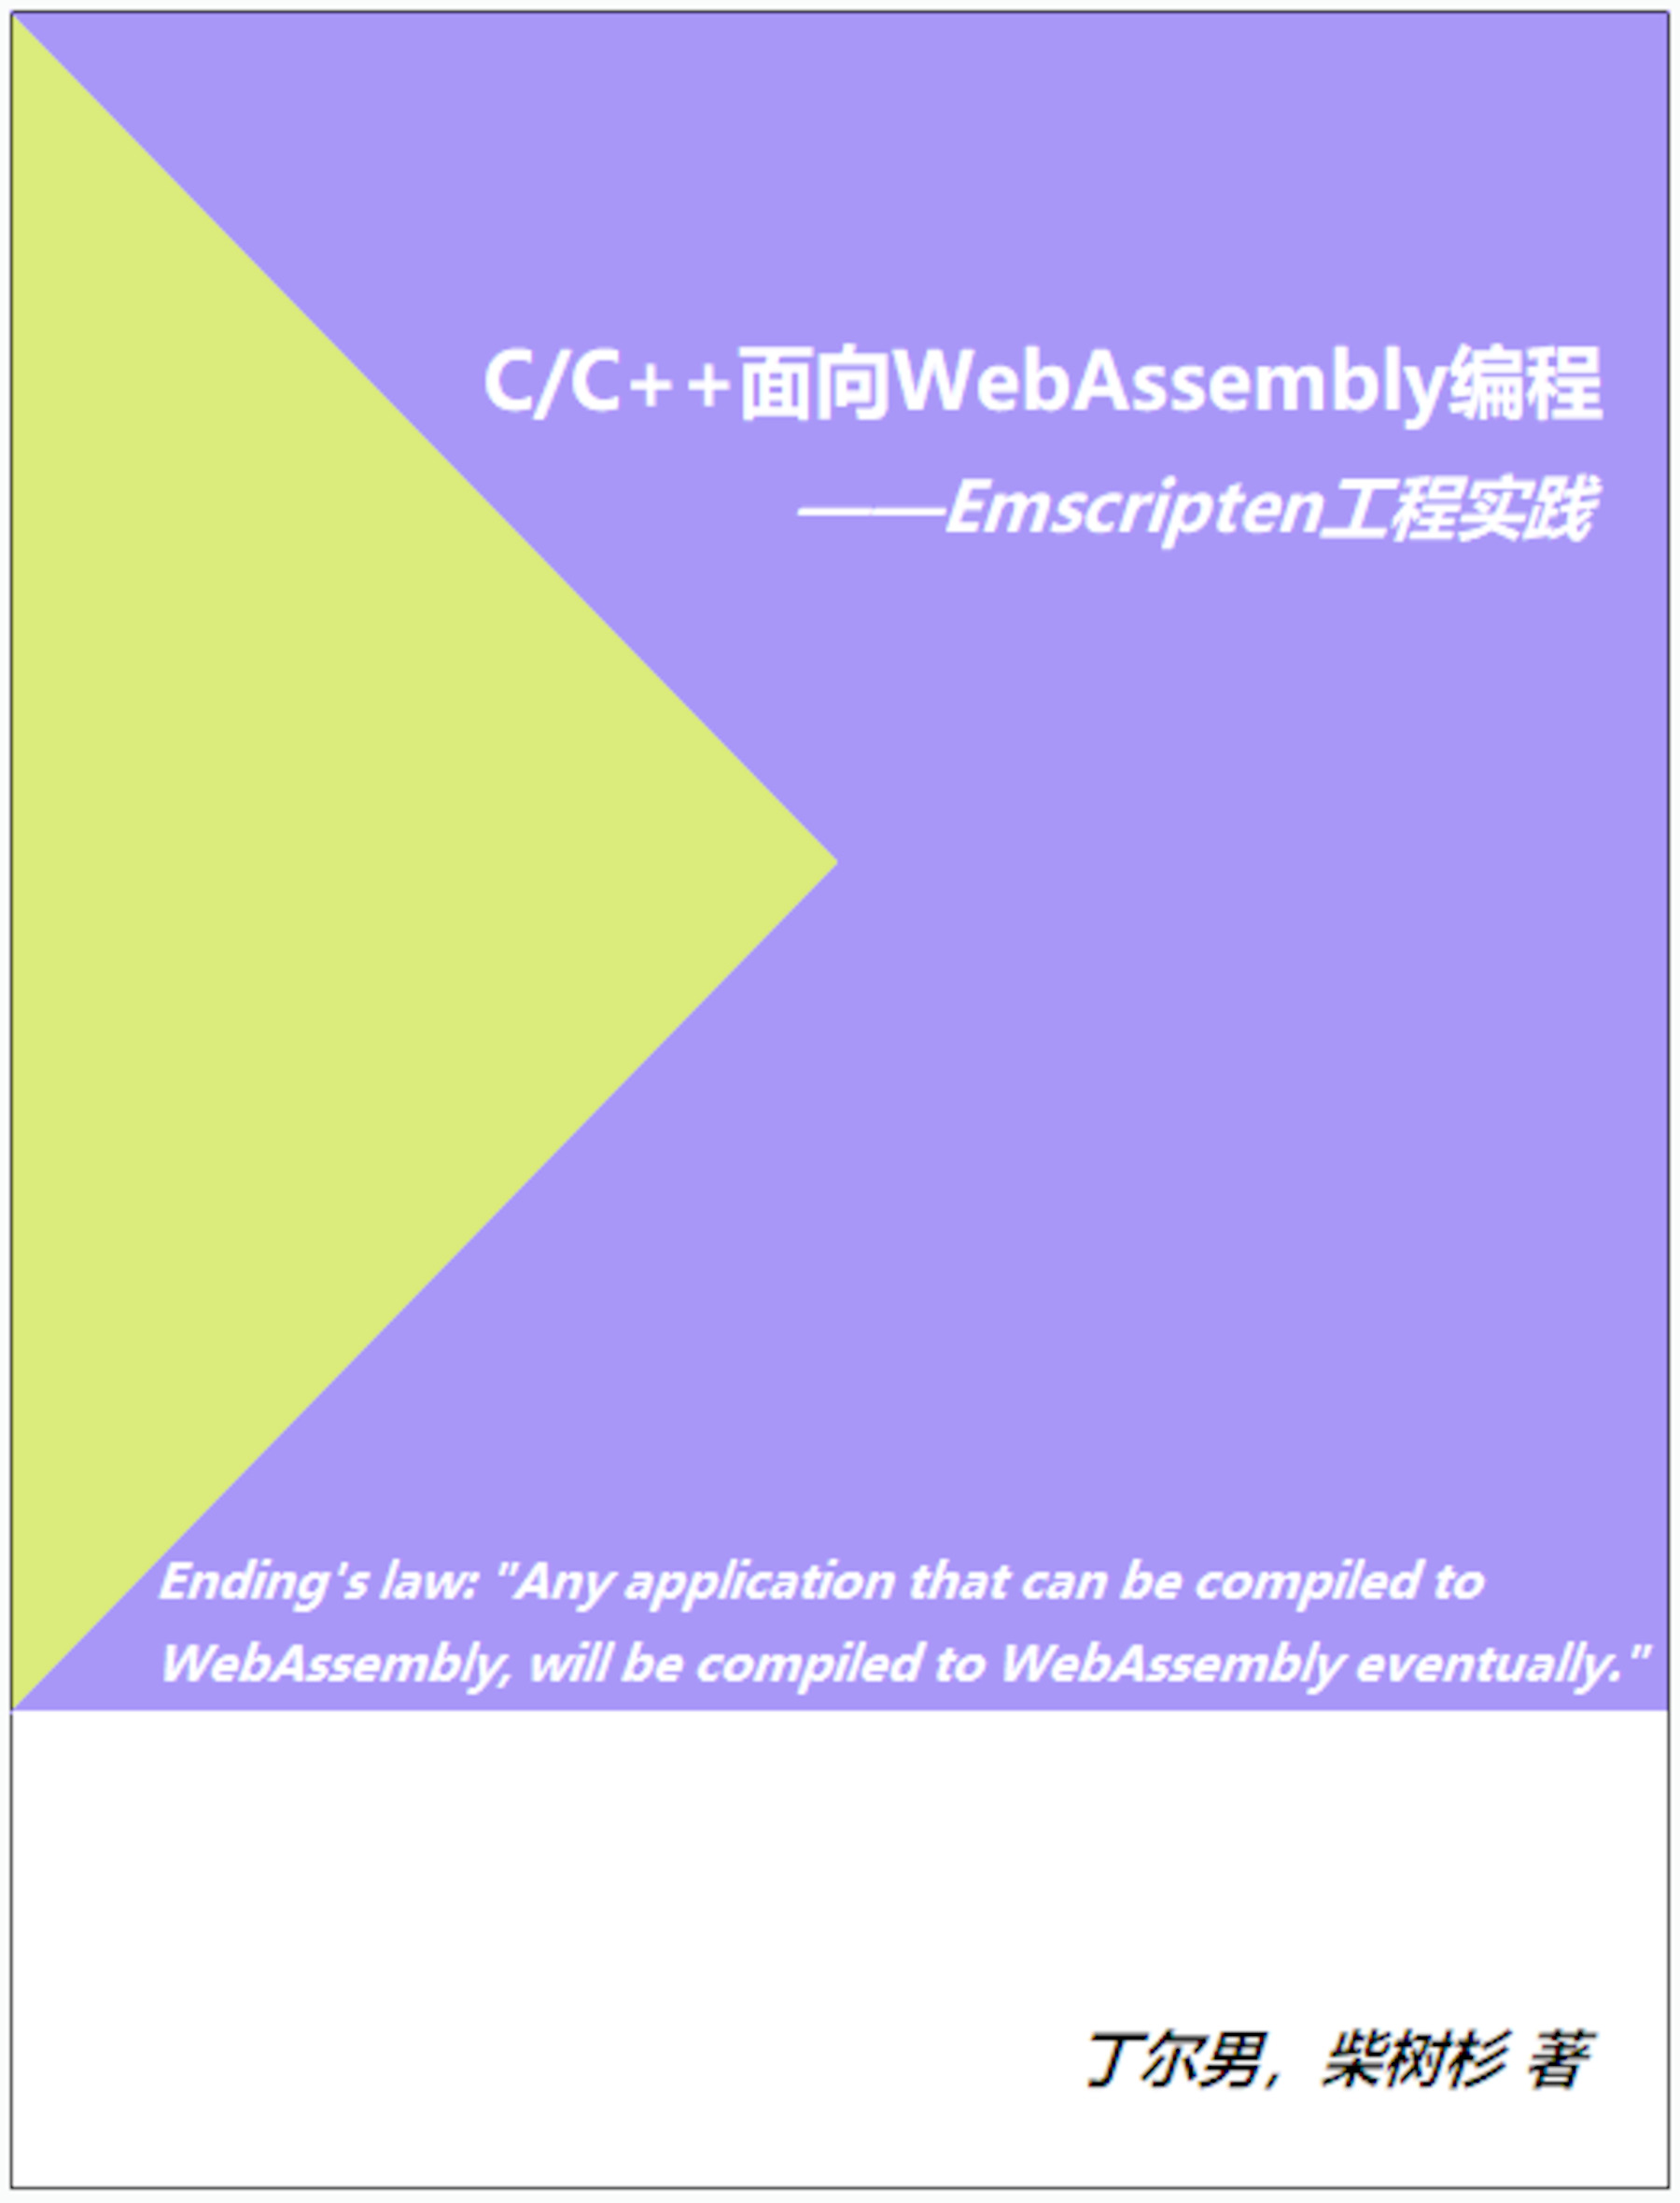 C/C++面向WebAssembly编程
——Emscripten工程实践
Ending's law: "Any application that can be compiled to
WebAssembly, will be compiled to WebAssembly eventually."
丁尔男，柴树杉 著